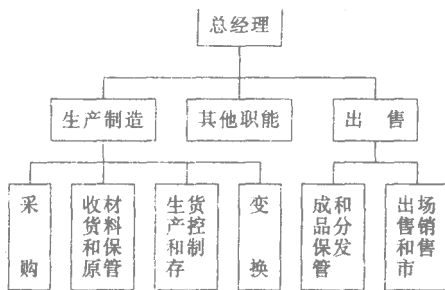 总经理
生产制造
其他职能
出 售
采 购
收货和原
材料保管
生产和存
货控制
变 换
成品保管
和分发
出售和市
场销售